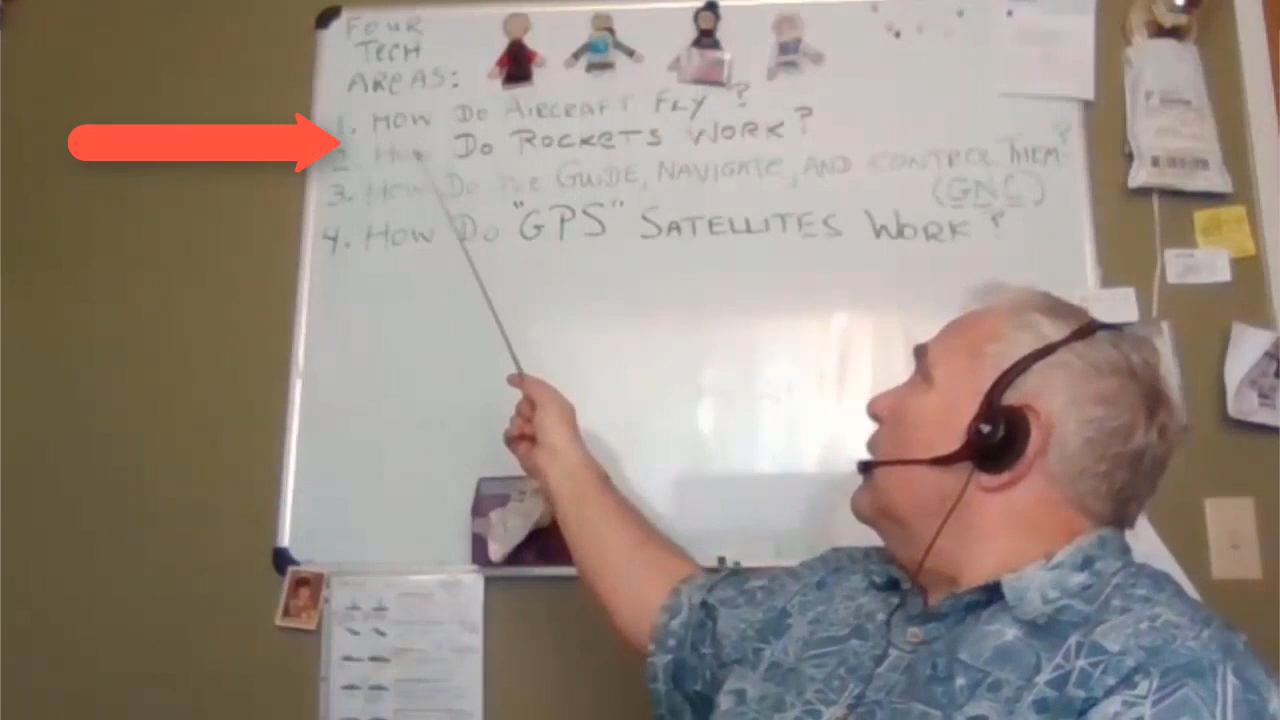 FOUR
TECH
AREAS:
1. HOW DO AIRCRAFT FLY?
2 HOW DO ROCKETS WORK?
3. HOW DO WE GUIDE, NAVIGATE, AND CONTROL THEM?
(GNC)
4. HOW DO "GPS" SATELLITES WORK?